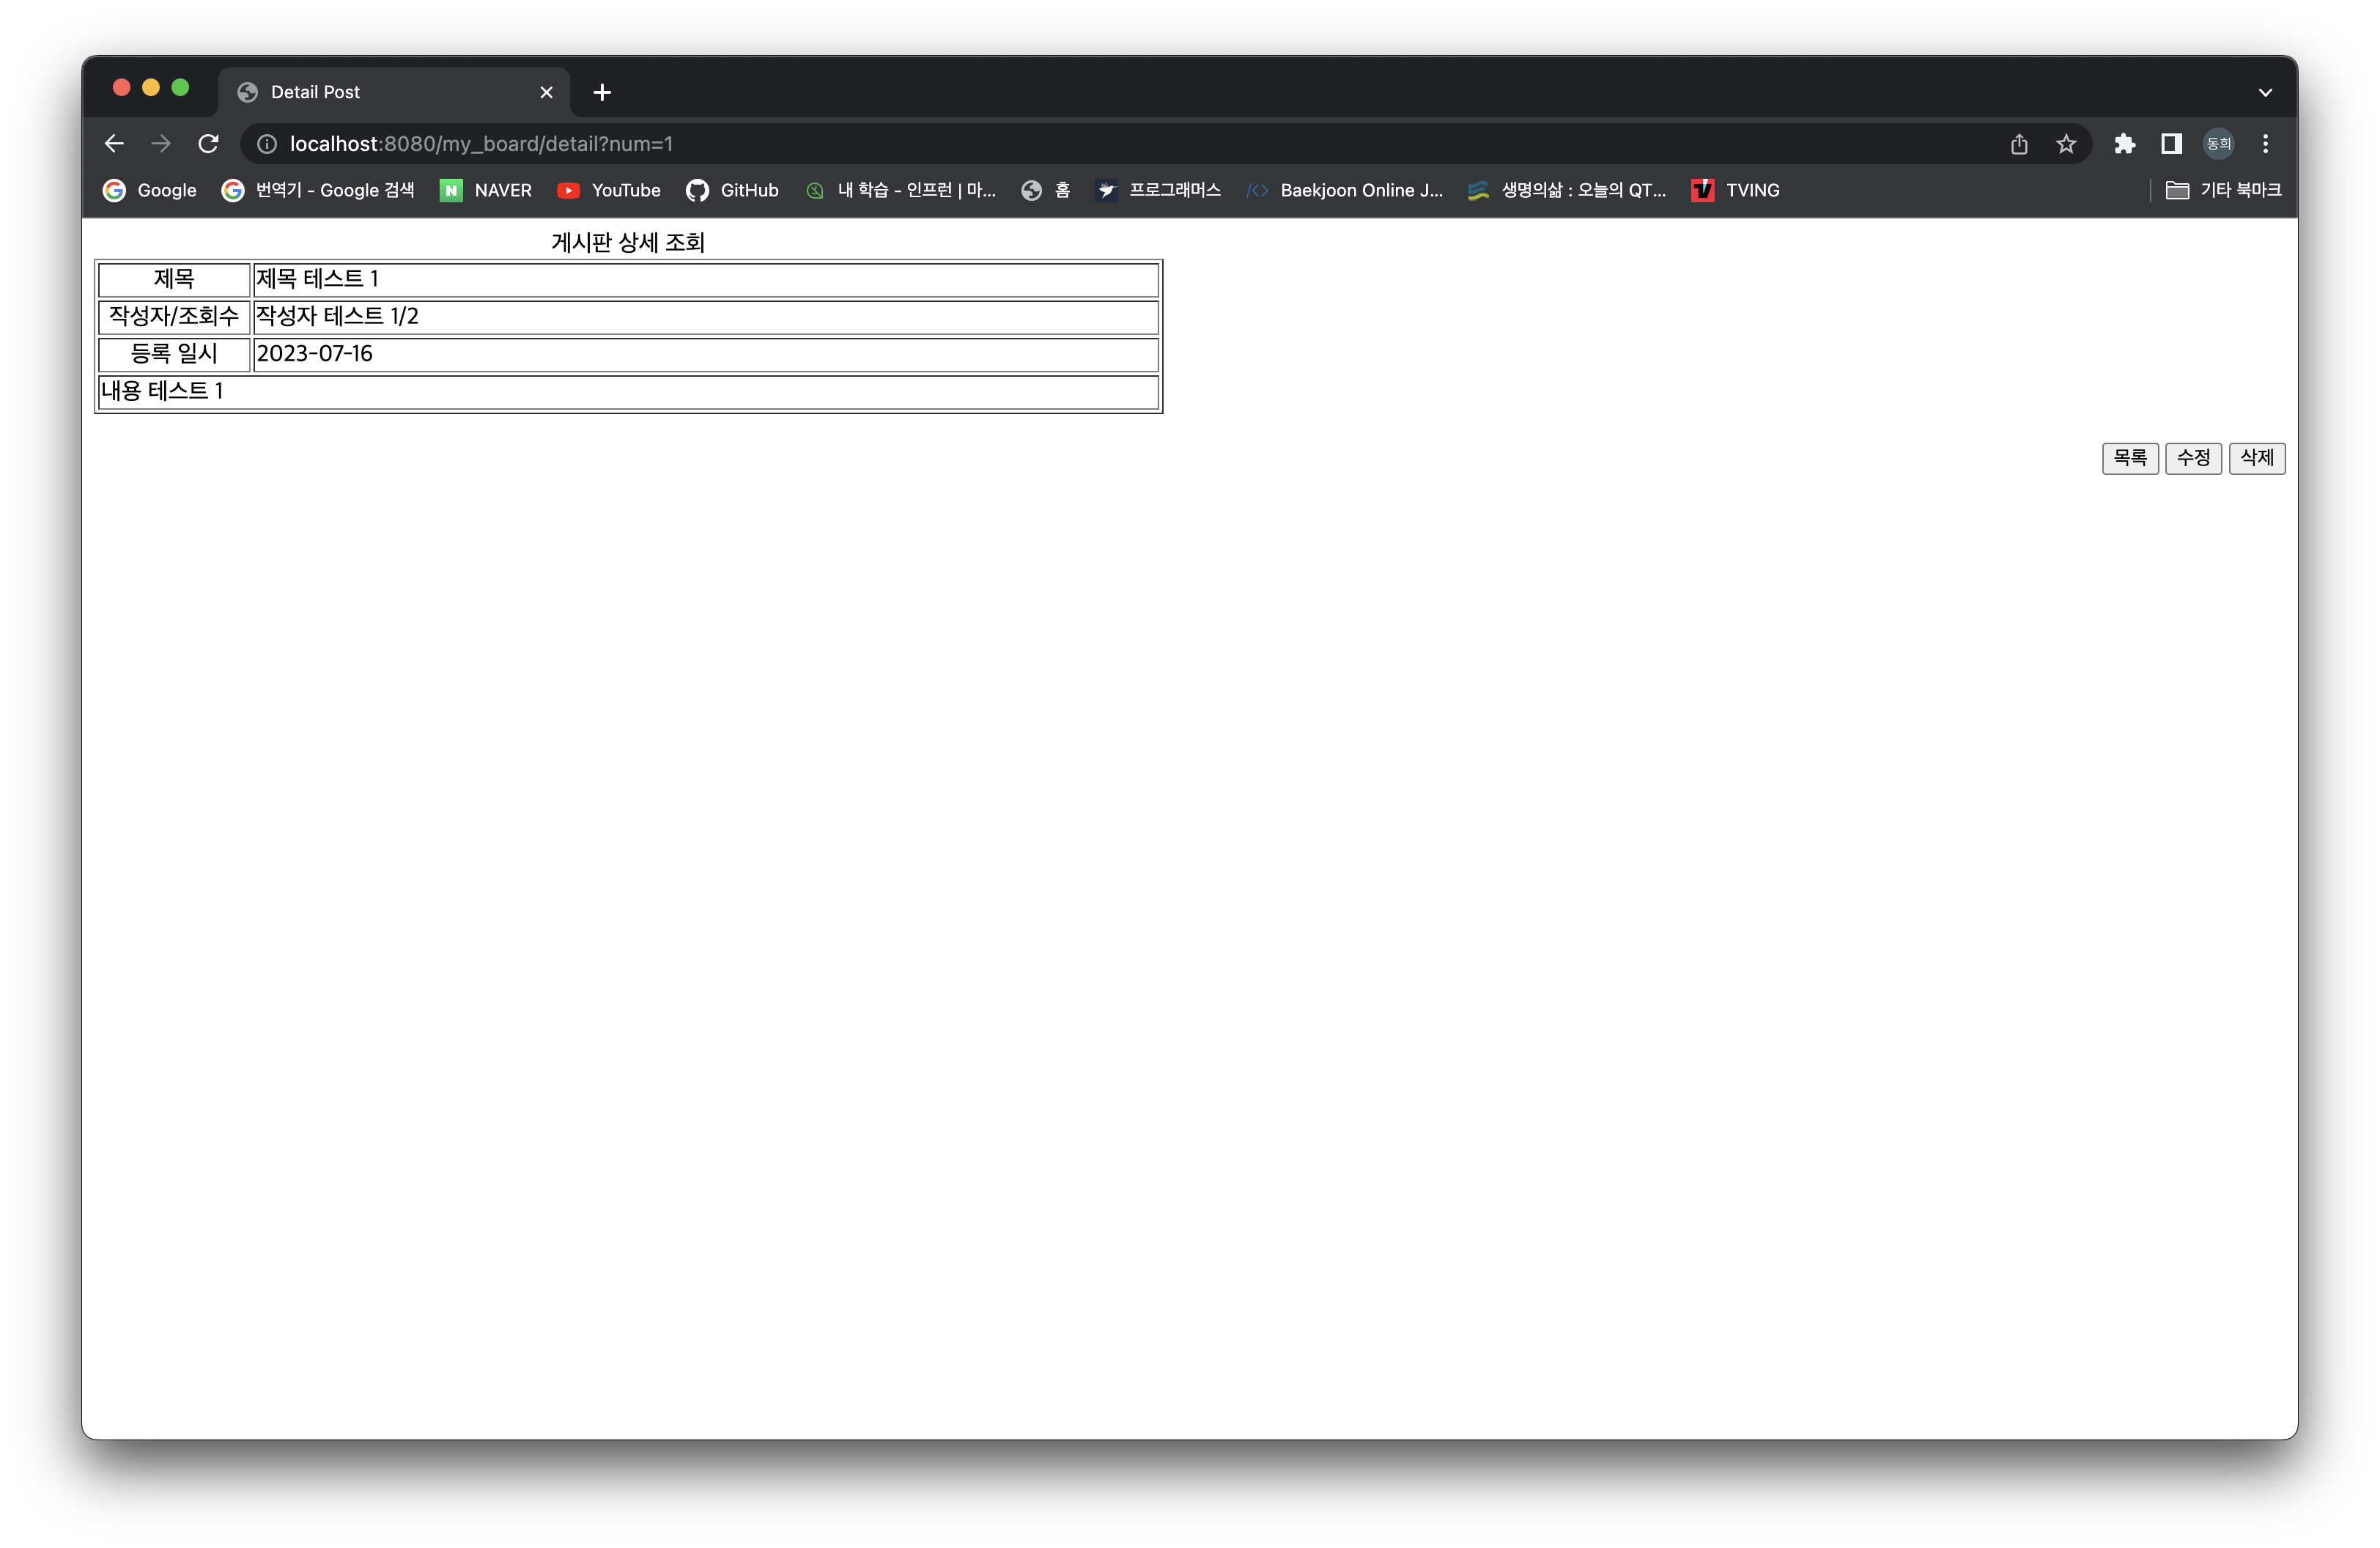 Detail Post
localhost:8080/my_board/detail?num=1
동희
Google
번역기 - Google 검색
N NAVER
YouTube
GitHub
내 학습 - 인프런 | 마...
홈
프로그래머스
Baekjoon Online J...
생명의삶 : 오늘의 QT...
TVING
기타 북마크
게시판 상세 조회
제목 제목 테스트 1
작성자/조회수 작성자 테스트 1/2
등록 일시 2023-07-16
내용 테스트 1
목록 수정 삭제